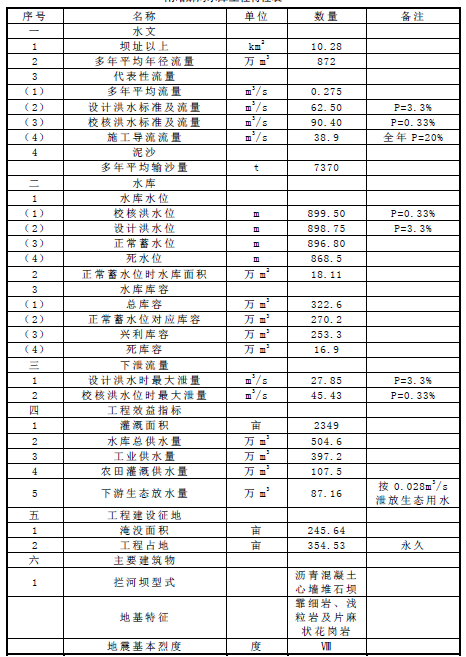 序号 名称 单位 数量 备注
一 水文
1 坝址以上 km² 10.28
2 多年平均年径流量 万 m³ 872
3 代表性流量
（1） 多年平均流量 m³/s 0.275
（2） 设计洪水标准及流量 m³/s 62.50 P=3.3%
（3） 校核洪水标准及流量 m³/s 90.40 P=0.33%
（4） 施工导流流量 m³/s 38.9 全年 P=20%
4 泥沙
多年平均输沙量 t 7370
二 水库
1 水库水位
（1） 校核洪水位 m 899.50 P=0.33%
（2） 设计洪水位 m 898.75 P=3.3%
（3） 正常蓄水位 m 896.80
（4） 死水位 m 868.5
2 正常蓄水位时水库面积 万 m² 18.11
3 水库库容
（1） 总库容 万 m³ 322.6
（2） 正常蓄水位对应库容 万 m³ 270.2
（3） 兴利库容 万 m³ 253.3
（4） 死库容 万 m³ 16.9
三 下泄流量
1 设计洪水时最大泄量 m³/s 27.85 P=3.3%
2 校核洪水位时最大泄量 m³/s 45.43 P=0.33%
四 工程效益指标
1 灌溉面积 亩 2349
2 水库总供水量 万 m³ 504.6
3 工业供水量 万 m³ 397.2
4 农田灌溉供水量 万 m³ 107.5
5 下游生态放水量 万 m³ 87.16 按 0.028m³/s
泄放生态用水
五 工程建设征地
1 淹没面积 亩 245.64
2 工程占地 亩 354.53 永久
六 主要建筑物
1 拦河坝型式 沥青混凝土
心墙堆石坝
地基特征 霏细岩、浅
粒岩及片麻
状花岗岩
地震基本烈度 度 Ⅷ